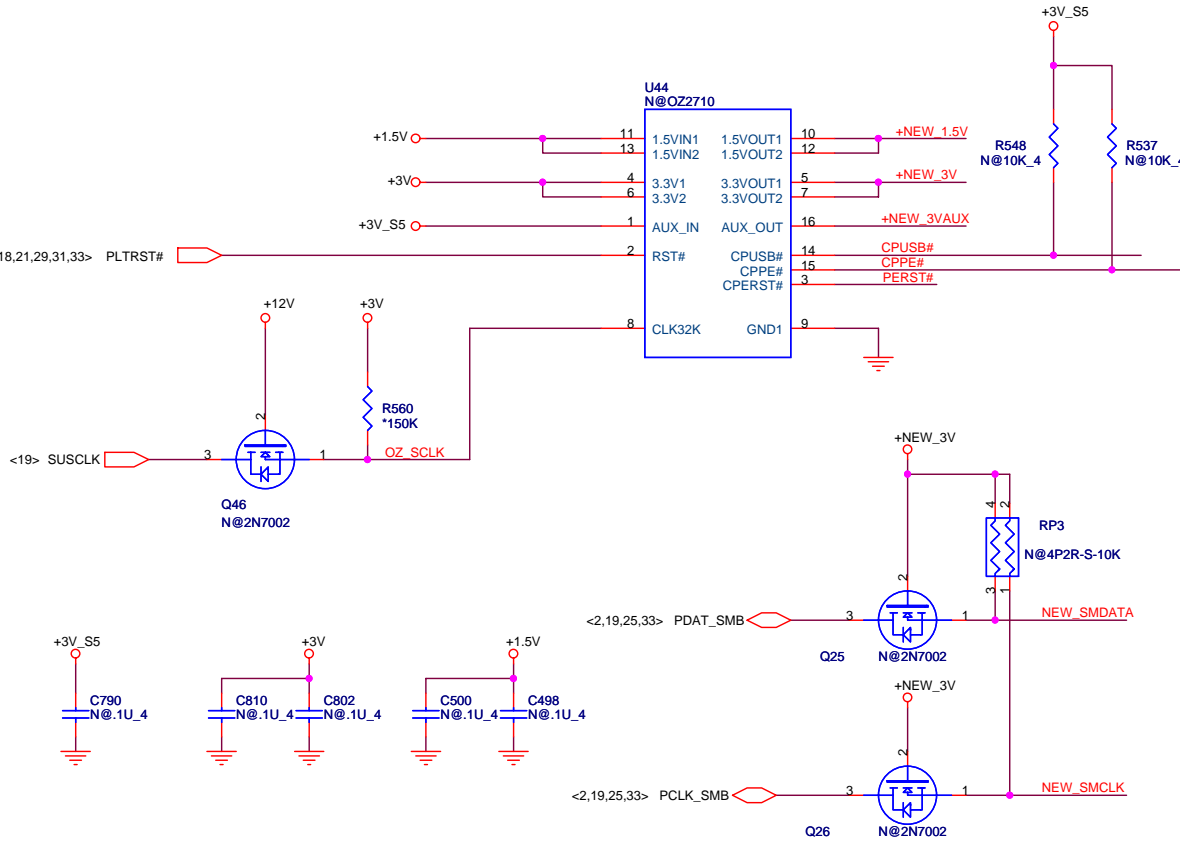 +3V_S5
U44
N@OZ2710
+1.5V
11 1.5VIN1 1.5VOUT1 10 +NEW_1.5V
13 1.5VIN2 1.5VOUT2 12
R548
N@10K_4
R537
N@10K_4
+3V
4 3.3V1 3.3VOUT1 5 +NEW_3V
6 3.3V2 3.3VOUT2 7
+3V_S5
1 AUX_IN AUX_OUT 16 +NEW_3VAUX
18,21,29,31,33> PLTRST#
2 RST# CPUSB# 14 CPUSB#
CPPE# 15 CPPE#
CPERST# 3 PERST#
+12V
+3V
8 CLK32K GND1 9
2
R560
*150K
<19> SUSCLK 3 1 OZ_SCLK
Q46
N@2N7002
+NEW_3V
4 2
RP3
N@4P2R-S-10K
2
3 1
<2,19,25,33> PDAT_SMB 3 1 NEW_SMDATA
Q25 N@2N7002
+3V_S5
+3V
+1.5V
C790
N@.1U_4
C810
N@.1U_4
C802
N@.1U_4
C500
N@.1U_4
C498
N@.1U_4
+NEW_3V
2
<2,19,25,33> PCLK_SMB 3 1 NEW_SMCLK
Q26 N@2N7002